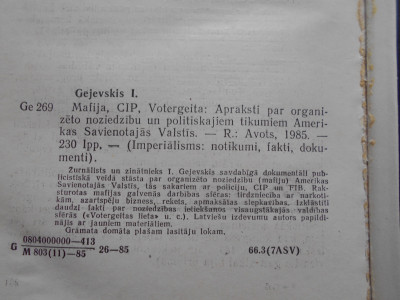 Gejevskis I.
Ge 269 Mafija, CIP, Votergeita: Apraksti par organi-
zēto noziedzību un politiskajiem tikumiem Ameri-
kas Savienotajās Valstīs. — R.: Avots, 1985. —
230 lpp. — (Imperiālisms: notikumi, fakti, doku-
menti).
Žurnālists un zinātnieks I. Gejevskis savdabīgā dokumentāli pub-
licistiskā veidā stāsta par organizēto noziedzību (mafiju) Amerikas
Savienotajās Valstīs, tās sakariem ar policiju, CIP un FIB. Rak-
sturotas mafijas galvenās darbības sfēras: tirdzniecība ar narko-
tikām, azartspēļu bizness, rekets, apmaksātas slepkavības. Izklāstīti
daudzi fakti par noziedzības ieliekšanos visaugstākajās valdības
sfērās («Votergeitas lieta» u. c.). Latviešu izdevumu autors papildi-
nājis ar jauniem materiāliem.
Grāmata domāta plašam lasītāju lokam.
G 0804000000—413
M 803(11)—85 26—85 66.3(7ASV)